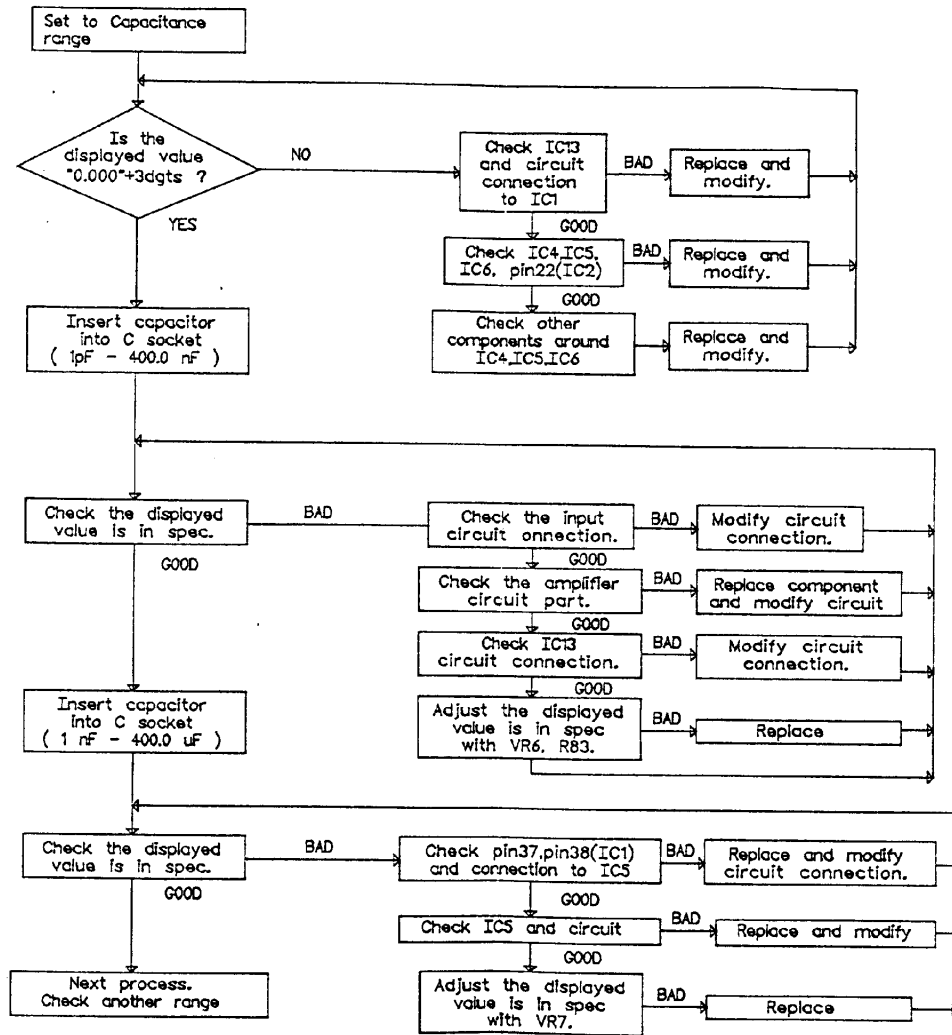 Set to Capacitance
range
Is the
displayed value
"0.000"+3dgts ?
NO
YES
Check IC13
and circuit
connection
to IC1
BAD
Replace and
modify.
GOOD
Check IC4,IC5,
IC6, pin22(IC2)
BAD
Replace and
modify.
GOOD
Check other
components around
IC4,IC5,IC6
Replace and
modify.
Insert capacitor
into C socket
( 1pF - 400.0 nF )
Check the displayed
value is in spec.
BAD
GOOD
Check the input
circuit onnection.
BAD
Modify circuit
connection.
GOOD
Check the amplifier
circuit part.
BAD
Replace component
and modify circuit
GOOD
Check IC13
circuit connection.
BAD
Modify circuit
connection.
GOOD
Adjust the displayed
value is in spec
with VR6, R83.
BAD
Replace
Insert capacitor
into C socket
( 1 nF - 400.0 uF )
Check the displayed
value is in spec.
BAD
GOOD
Check pin37,pin38(IC1)
and connection to IC5
BAD
Replace and modify
circuit connection.
GOOD
Check IC5 and circuit
BAD
Replace and modify
GOOD
Adjust the displayed
value is in spec
with VR7.
BAD
Replace
Next process.
Check another range